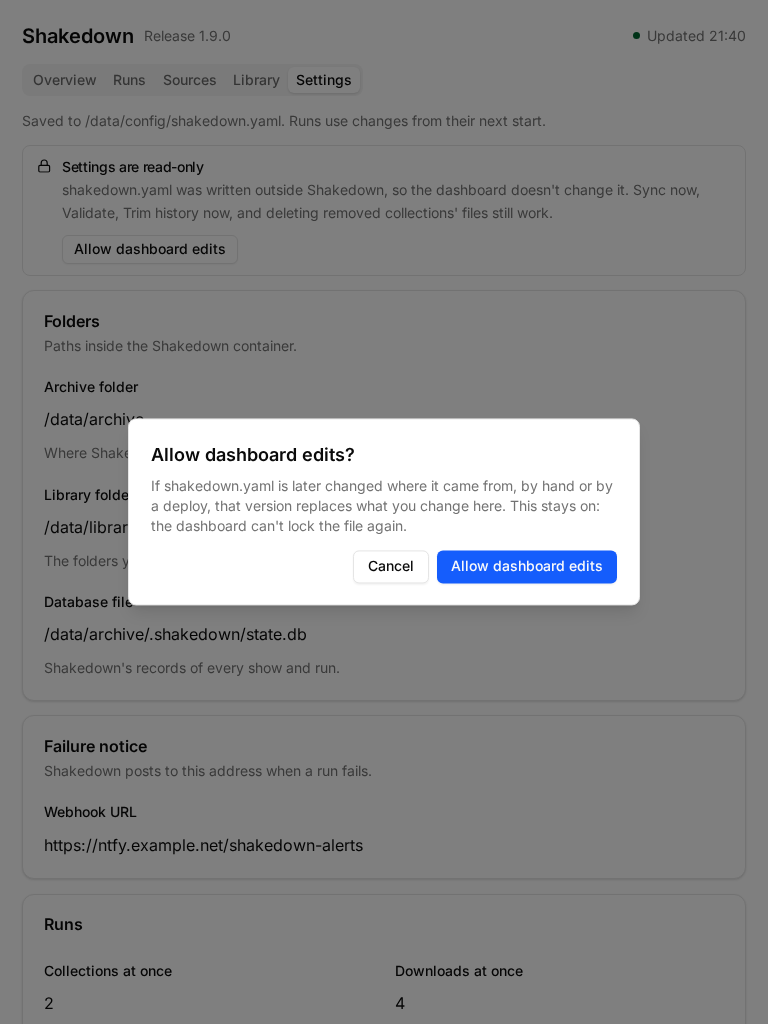 Shakedown Release 1.9.0
Updated 21:40
Overview Runs Sources Library Settings
Saved to /data/config/shakedown.yaml. Runs use changes from their next start.
Settings are read-only
shakedown.yaml was written outside Shakedown, so the dashboard doesn't change it. Sync now,
Validate, Trim history now, and deleting removed collections' files still work.
Allow dashboard edits
Folders
Paths inside the Shakedown container.
Archive folder
/data/archive
Where Shake
Library folde
/data/librar
The folders y
Database file
/data/archive/.shakedown/state.db
Shakedown's records of every show and run.
Allow dashboard edits?
If shakedown.yaml is later changed where it came from, by hand or by
a deploy, that version replaces what you change here. This stays on:
the dashboard can't lock the file again.
Cancel Allow dashboard edits
Failure notice
Shakedown posts to this address when a run fails.
Webhook URL
https://ntfy.example.net/shakedown-alerts
Runs
Collections at once Downloads at once
2 4